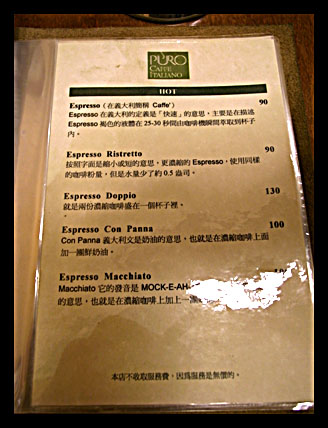 PURO
CAFFE
ITALIANO
HOT
Espresso (在義大利簡稱 Caffe') 90
Espresso 在義大利的定義是「快速」的意思，主要是在描述
Espresso 褐色的液體在 25-30 秒間由咖啡機瞬間萃取到杯子
內。
Espresso Ristretto 90
按照字面是縮小或短的意思，更濃縮的 Espresso，使用同樣
的咖啡粉量，但是水量少了約 0.5 盎司。
Espresso Doppio 130
就是兩份濃縮咖啡盛在一個杯子裡。
Espresso Con Panna 100
Con Panna 義大利文是奶油的意思，也就是在濃縮咖啡上面
加一團鮮奶油。
Espresso Macchiato
Macchiato 它的發音是 MOCK-E-AH-
的意思，也就是在濃縮咖啡上加上一
本店不收取服務費，因為服務是無價的。